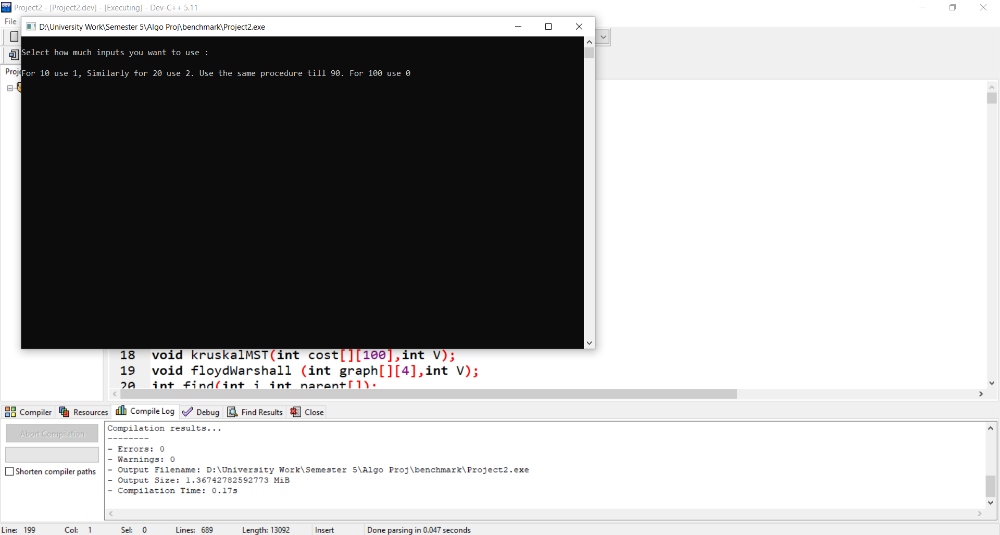 Project2 - [Project2.dev] - [Executing] - Dev-C++ 5.11
File
D:\University Work\Semester 5\Algo Proj\benchmark\Project2.exe
Select how much inputs you want to use :
For 10 use 1, Similarly for 20 use 2. Use the same procedure till 90. For 100 use 0
18 void kruskalMST(int cost[][100],int V);
19 void floydWarshall (int graph[][4],int V);
20 int find(int i,int parent[]);
Compiler Resources Compile Log Debug Find Results Close
Abort Compilation
Shorten compiler paths
Compilation results...
--------
- Errors: 0
- Warnings: 0
- Output Filename: D:\University Work\Semester 5\Algo Proj\benchmark\Project2.exe
- Output Size: 1.36742782592773 MiB
- Compilation Time: 0.17s
Line: 199 Col: 1 Sel: 0 Lines: 689 Length: 13092 Insert Done parsing in 0.047 seconds